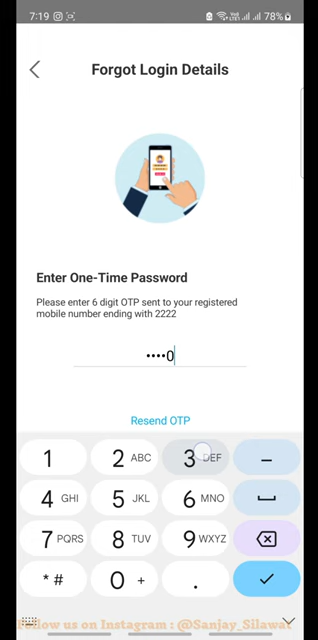 7:19 78%
Forgot Login Details
Enter One-Time Password
Please enter 6 digit OTP sent to your registered
mobile number ending with 2222
••••0
Resend OTP
1 2 ABC 3 DEF –
4 GHI 5 JKL 6 MNO
7 PQRS 8 TUV 9 WXYZ
* # 0 + .
Follow us on Instagram : @Sanjay_Silawat